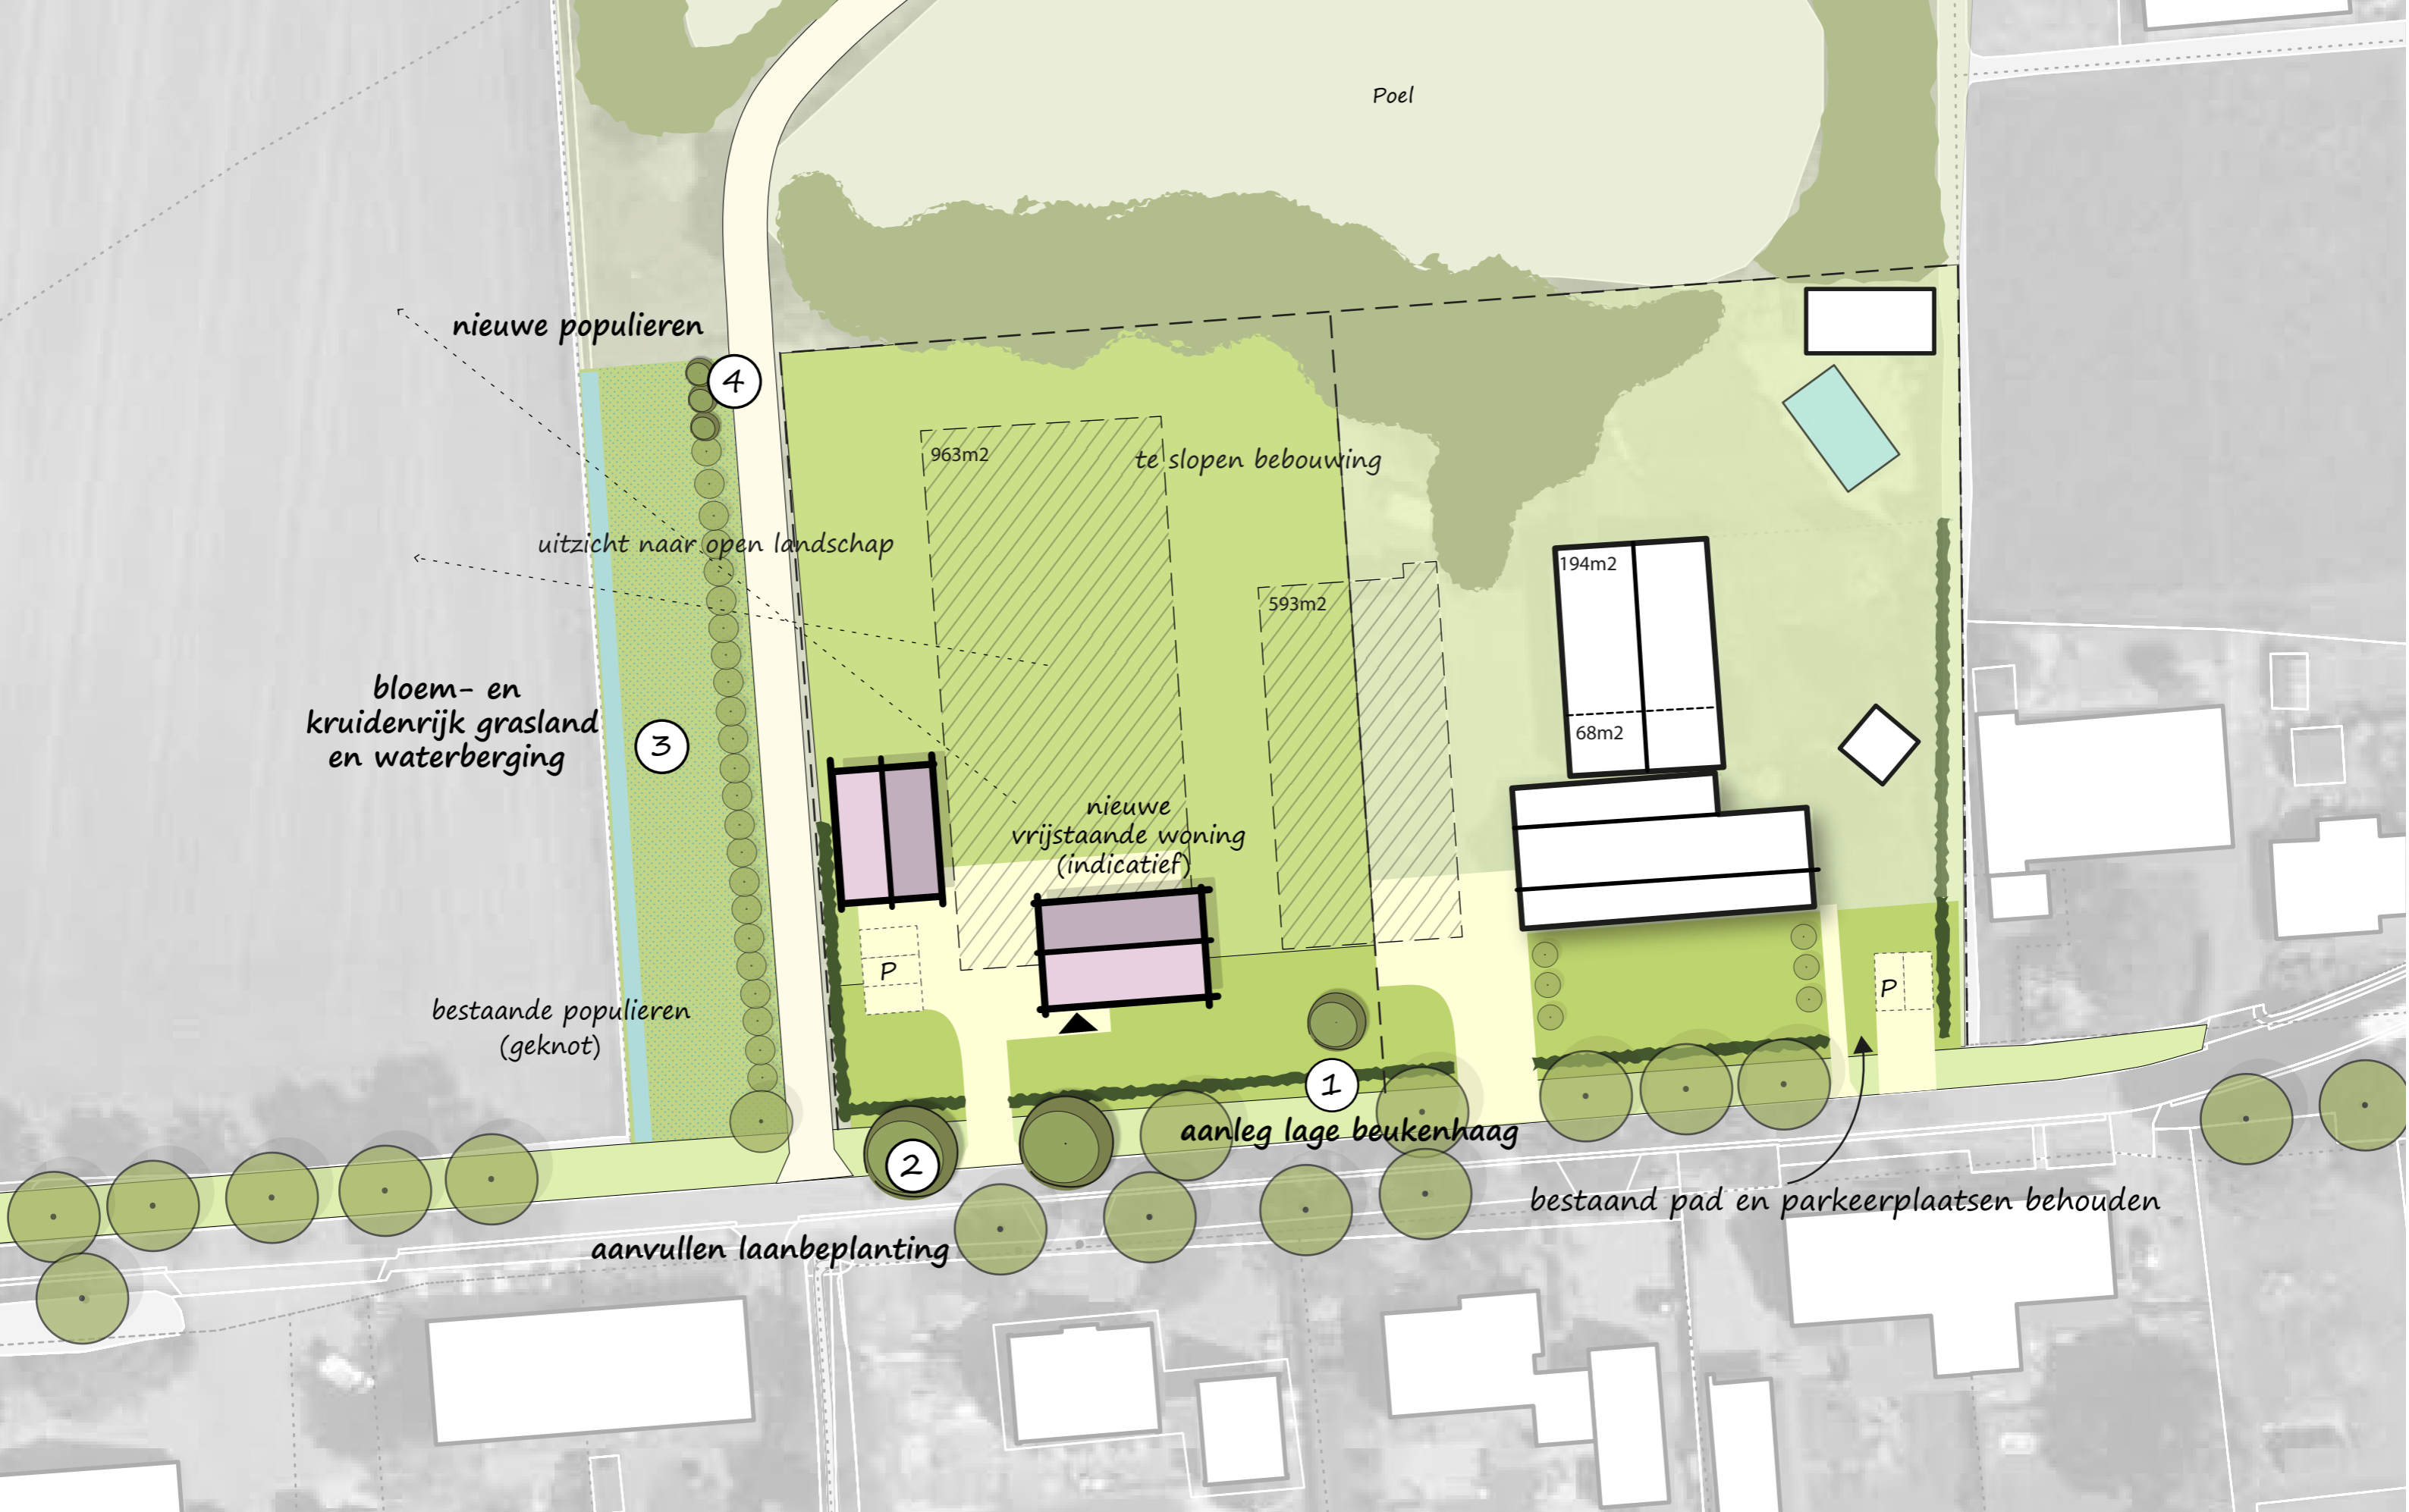 Poel
nieuwe populieren
4
963m2
te slopen bebouwing
uitzicht naar open landschap
194m2
593m2
bloem- en
kruidenrijk grasland
en waterberging
3
68m2
nieuwe
vrijstaande woning
(indicatief)
P
P
bestaande populieren
(geknot)
1
aanleg lage beukenhaag
2
bestaand pad en parkeerplaatsen behouden
aanvullen laanbeplanting